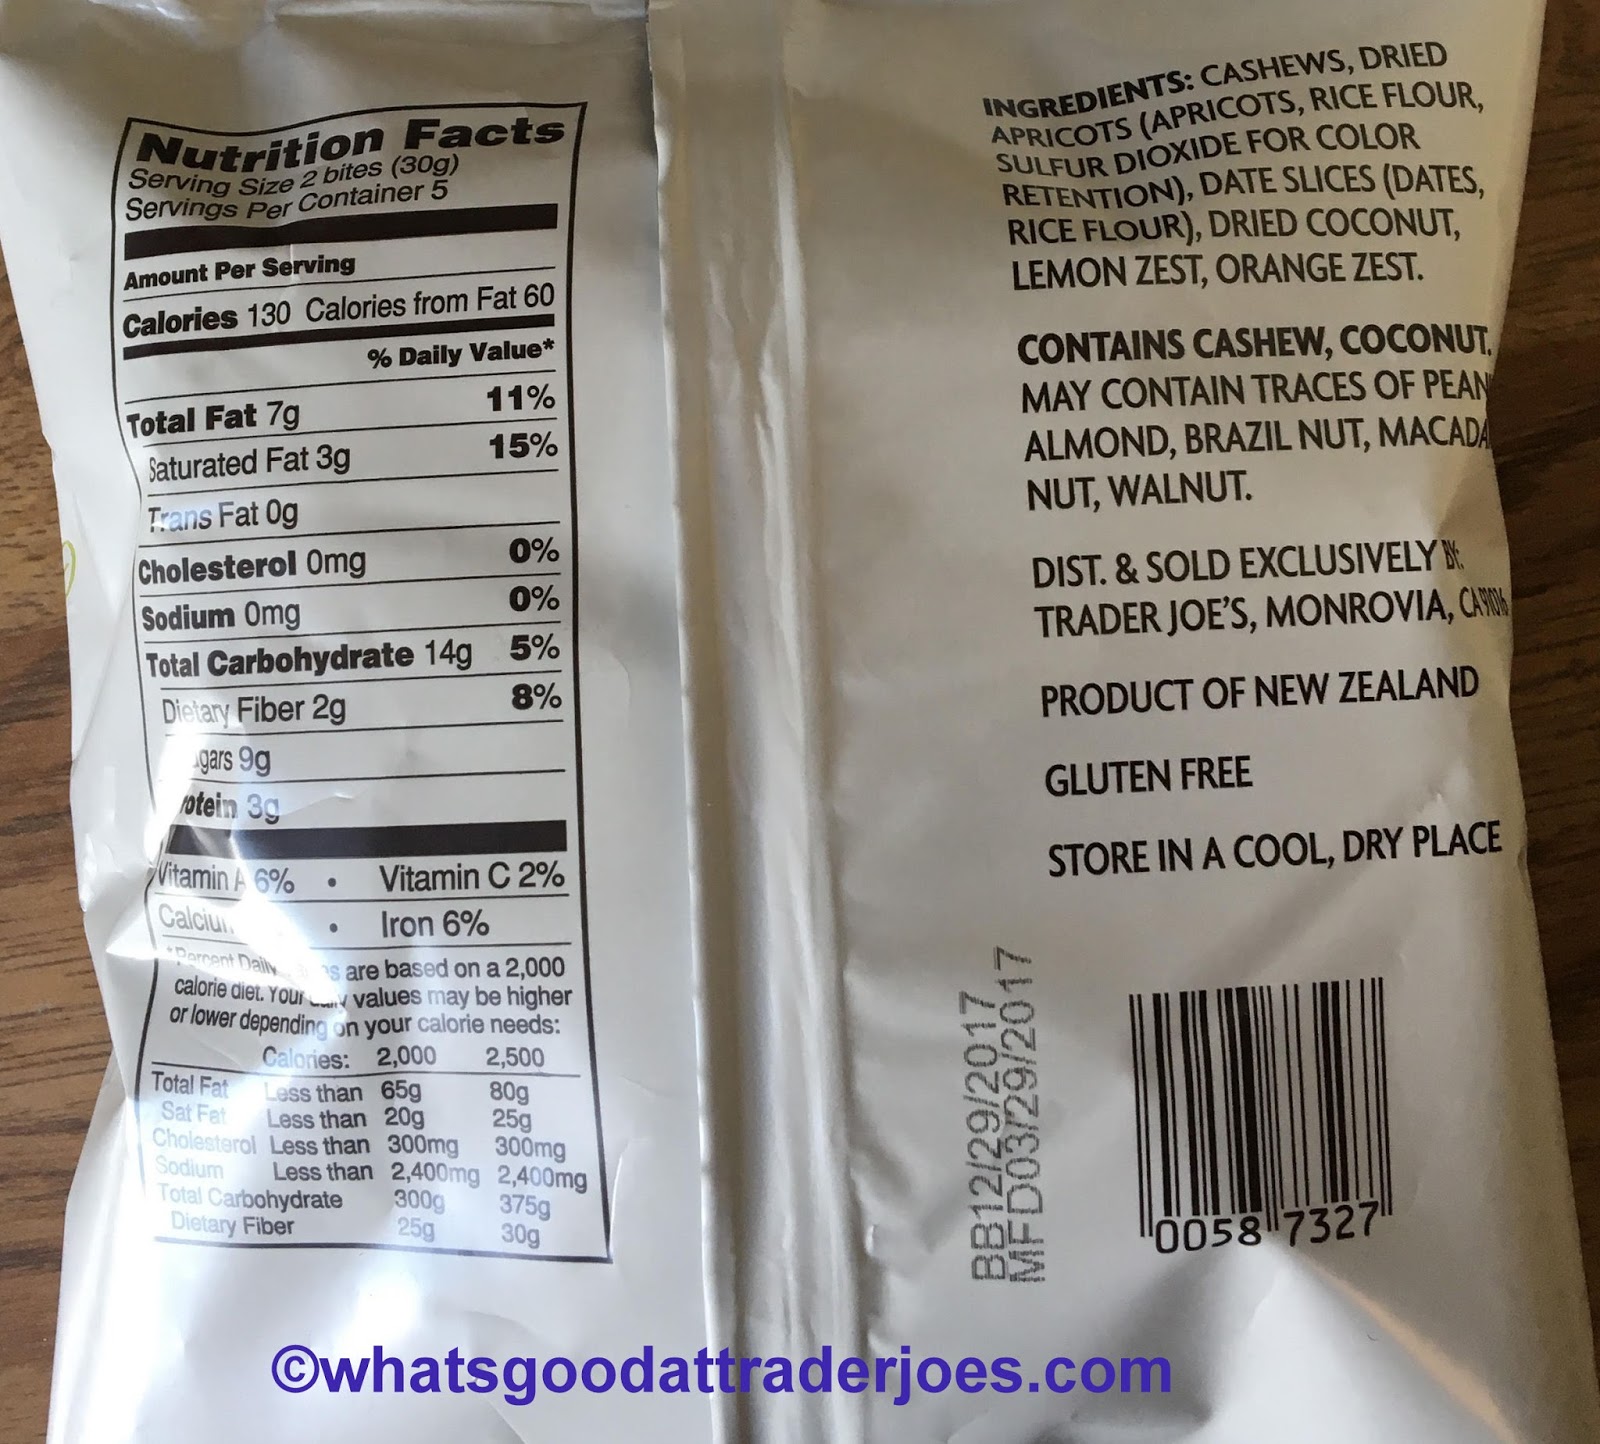 Nutrition Facts
Serving Size 2 bites (30g)
Servings Per Container 5
Amount Per Serving
Calories 130 Calories from Fat 60
% Daily Value*
Total Fat 7g 11%
Saturated Fat 3g 15%
Trans Fat 0g
Cholesterol 0mg 0%
Sodium 0mg 0%
Total Carbohydrate 14g 5%
Dietary Fiber 2g 8%
9g
3g
Vitamin A 6% • Vitamin C 2%
• Iron 6%
*Percent Daily are based on a 2,000
calorie diet. Your values may be higher
or lower depending on your calorie needs:
Calories: 2,000 2,500
Total Fat Less than 65g 80g
Sat Fat Less than 20g 25g
Cholesterol Less than 300mg 300mg
Sodium Less than 2,400mg 2,400mg
Total Carbohydrate 300g 375g
Dietary Fiber 25g 30g
INGREDIENTS: CASHEWS, DRIED
APRICOTS (APRICOTS, RICE FLOUR,
SULFUR DIOXIDE FOR COLOR
RETENTION), DATE SLICES (DATES,
RICE FLOUR), DRIED COCONUT,
LEMON ZEST, ORANGE ZEST.
CONTAINS CASHEW, COCONUT.
MAY CONTAIN TRACES OF
ALMOND, BRAZIL NUT,
NUT, WALNUT.
DIST. & SOLD EXCLUSIVELY BY:
TRADER JOE'S, MONROVIA, CA 91016
PRODUCT OF NEW ZEALAND
GLUTEN FREE
STORE IN A COOL, DRY PLACE
BB12/29/2017
MFD03/29/2017
0058 7327
©whatsgoodattraderjoes.com